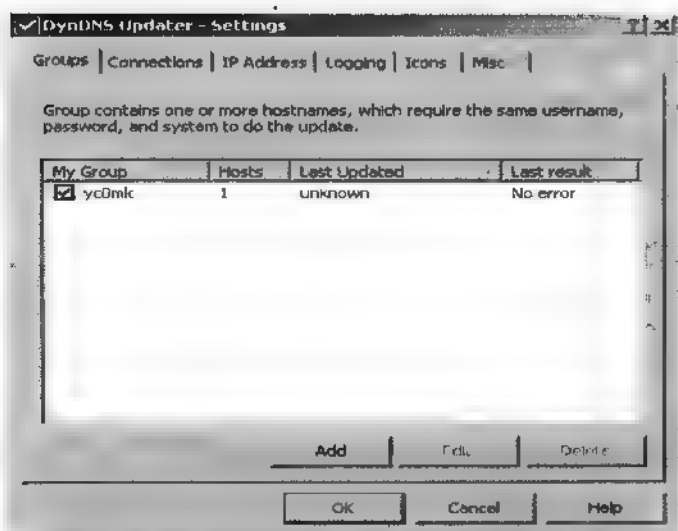 DynDNS Updater - Settings
Groups Connections IP Address Logging Icons Misc
Group contains one or more hostnames, which require the same username,
password, and system to do the update.
My Group Hosts Last Updated Last result
yc0mlc 1 unknown No error
Add Edit Delete
OK Cancel Help